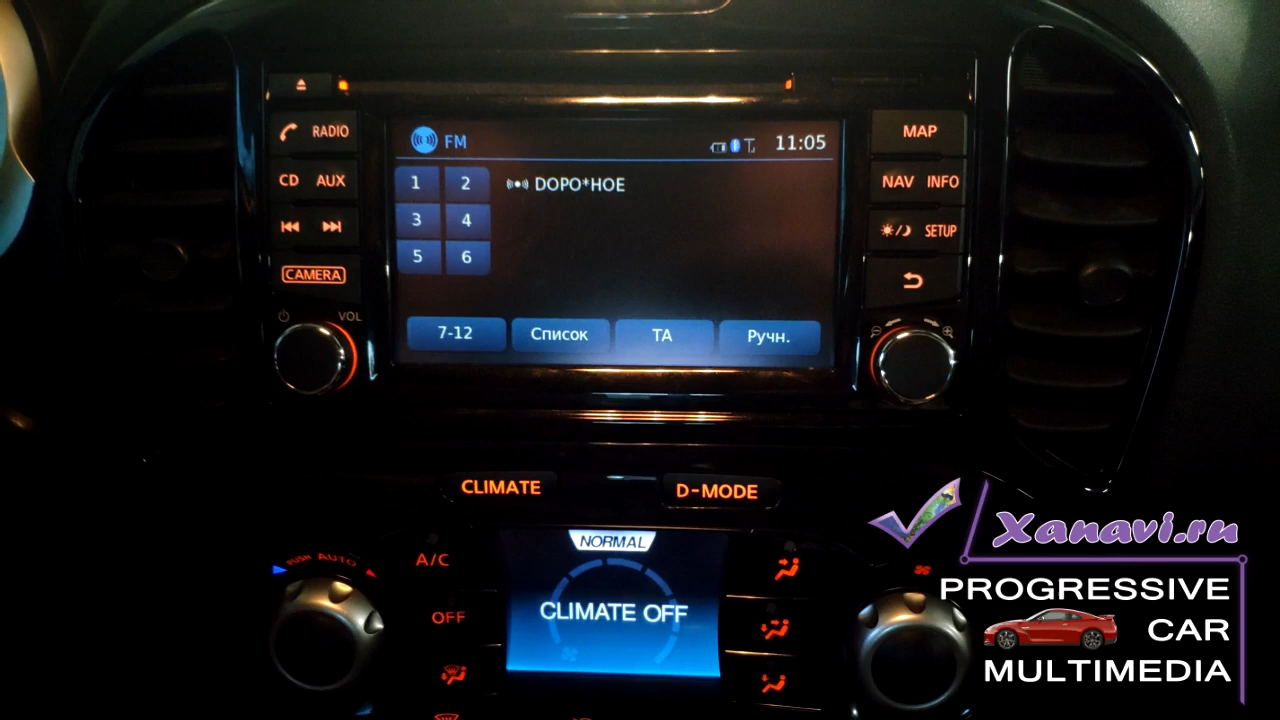 RADIO
FM
11:05
MAP
CD AUX
1 2
DOPO*HOE
NAV INFO
3 4
SETUP
5 6
CAMERA
VOL
7-12
Список
TA
Ручн.
CLIMATE
D-MODE
NORMAL
PUSH AUTO
A/C
CLIMATE OFF
OFF
Xanavi.ru
PROGRESSIVE
CAR
MULTIMEDIA